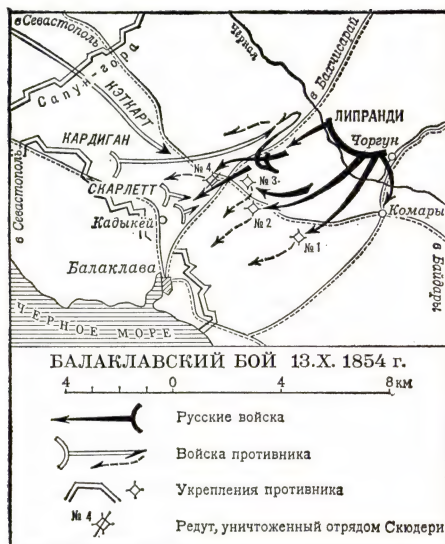 в Севастополь
Сапун-гора
КЭТКАРТ
Черная
в Бахчисарай
ЛИПРАНДИ
Чоргун
КАРДИГАН
№ 4
№ 3
СКАРЛЕТТ
в Севастополь
Кадыкей
№ 2
№ 1
Комары
Балаклава
в Байдары
ЧЕРНОЕ МОРЕ
БАЛАКЛАВСКИЙ БОЙ 13.X. 1854 г.
4 0 4 8
км
Русские войска
Войска противника
Укрепления противника
№ 4
Редут, уничтоженный отрядом Скюдери